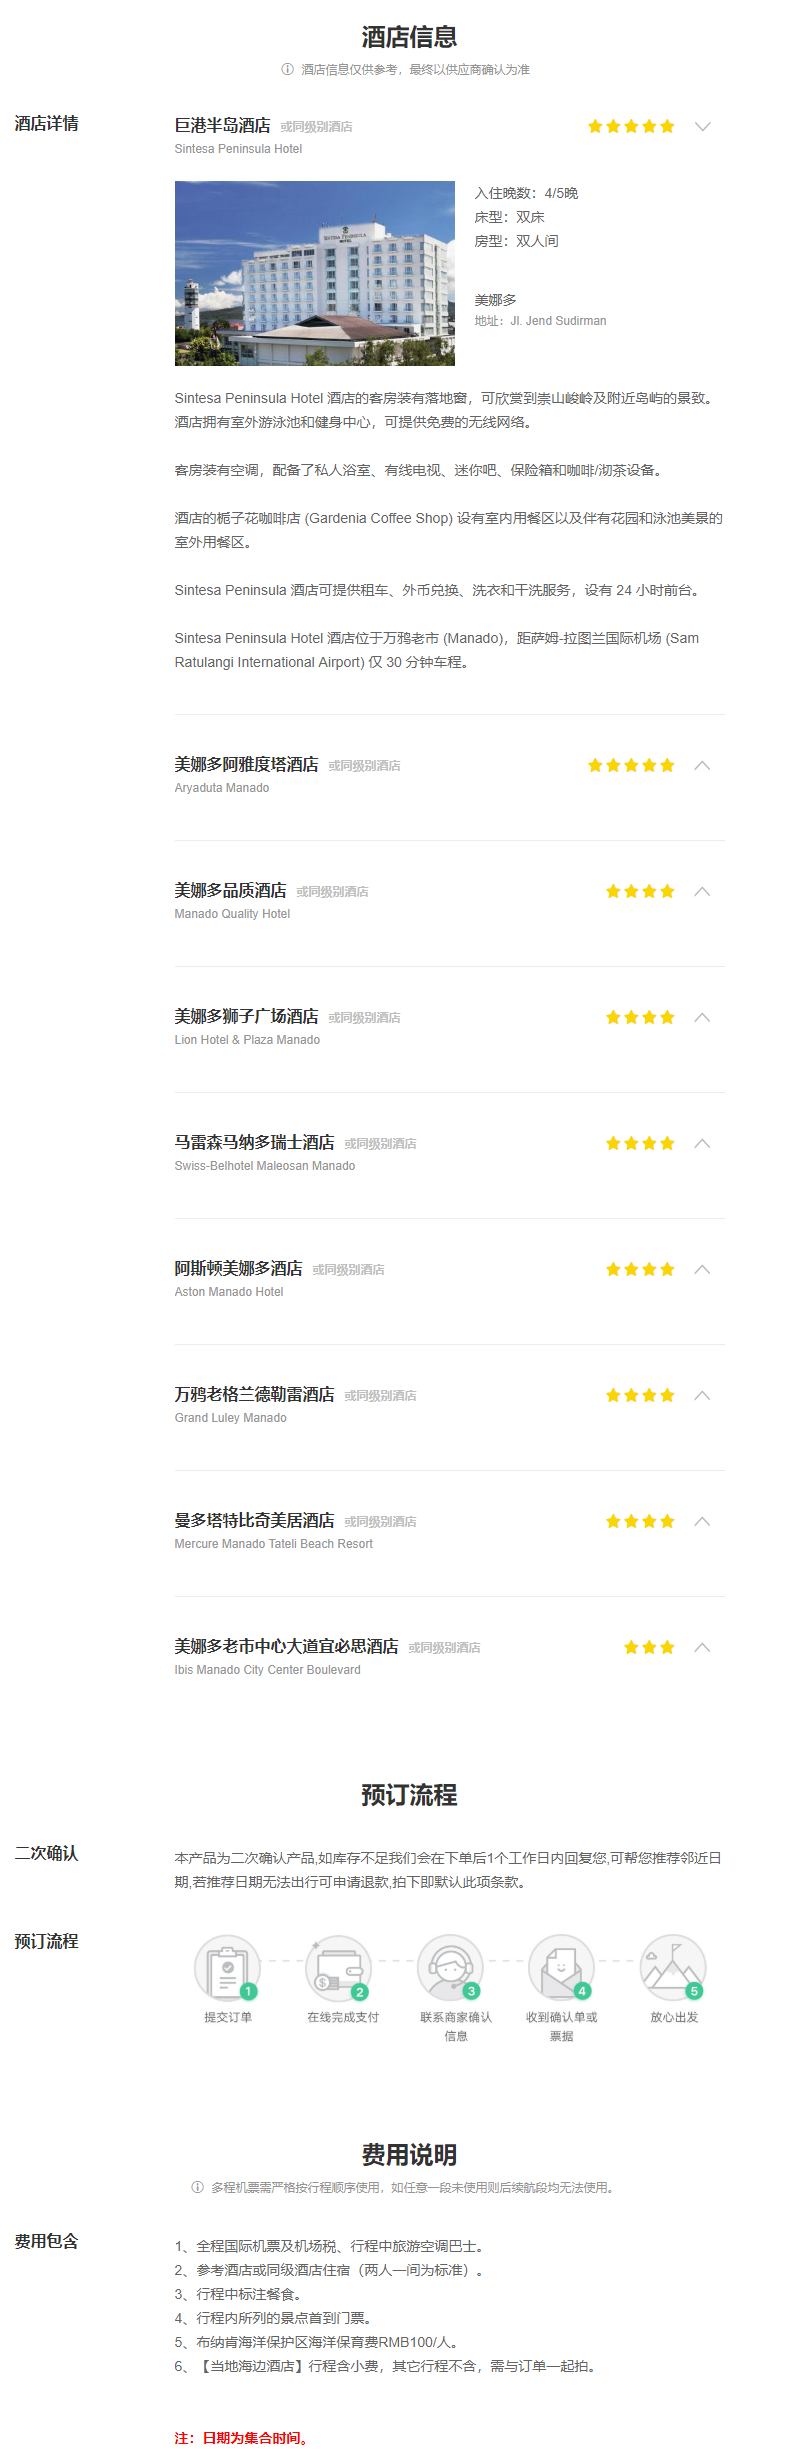 酒店信息
酒店信息仅供参考，最终以供应商确认为准
酒店详情
巨港半岛酒店 或同级别酒店
Sintesa Peninsula Hotel
SINTESA PENINSULA
HOTEL
入住晚数：4/5晚
床型：双床
房型：双人间
美娜多
地址：Jl. Jend Sudirman
Sintesa Peninsula Hotel 酒店的客房装有落地窗，可欣赏到崇山峻岭及附近岛屿的景致。
酒店拥有室外游泳池和健身中心，可提供免费的无线网络。
客房装有空调，配备了私人浴室、有线电视、迷你吧、保险箱和咖啡/沏茶设备。
酒店的栀子花咖啡店 (Gardenia Coffee Shop) 设有室内用餐区以及伴有花园和泳池美景的
室外用餐区。
Sintesa Peninsula 酒店可提供租车、外币兑换、洗衣和干洗服务，设有 24 小时前台。
Sintesa Peninsula Hotel 酒店位于万鸦老市 (Manado)，距萨姆-拉图兰国际机场 (Sam
Ratulangi International Airport) 仅 30 分钟车程。
美娜多阿雅度塔酒店 或同级别酒店
Aryaduta Manado
美娜多品质酒店 或同级别酒店
Manado Quality Hotel
美娜多狮子广场酒店 或同级别酒店
Lion Hotel & Plaza Manado
马雷森马纳多瑞士酒店 或同级别酒店
Swiss-Belhotel Maleosan Manado
阿斯顿美娜多酒店 或同级别酒店
Aston Manado Hotel
万鸦老格兰德勒雷酒店 或同级别酒店
Grand Luley Manado
曼多塔特比奇美居酒店 或同级别酒店
Mercure Manado Tateli Beach Resort
美娜多老市中心大道宜必思酒店 或同级别酒店
Ibis Manado City Center Boulevard
预订流程
二次确认
本产品为二次确认产品,如库存不足我们会在下单后1个工作日内回复您,可帮您推荐邻近日
期,若推荐日期无法出行可申请退款,拍下即默认此项条款。
预订流程
1 2 3 4 5
提交订单 在线完成支付 联系商家确认 收到确认单或 放心出发
信息 票据
费用说明
多程机票需严格按行程顺序使用，如任意一段未使用则后续航段均无法使用。
费用包含
1、全程国际机票及机场税、行程中旅游空调巴士。
2、参考酒店或同级酒店住宿（两人一间为标准）。
3、行程中标注餐食。
4、行程内所列的景点首到门票。
5、布纳肯海洋保护区海洋保育费RMB100/人。
6、【当地海边酒店】行程含小费，其它行程不含，需与订单一起拍。
注：日期为集合时间。